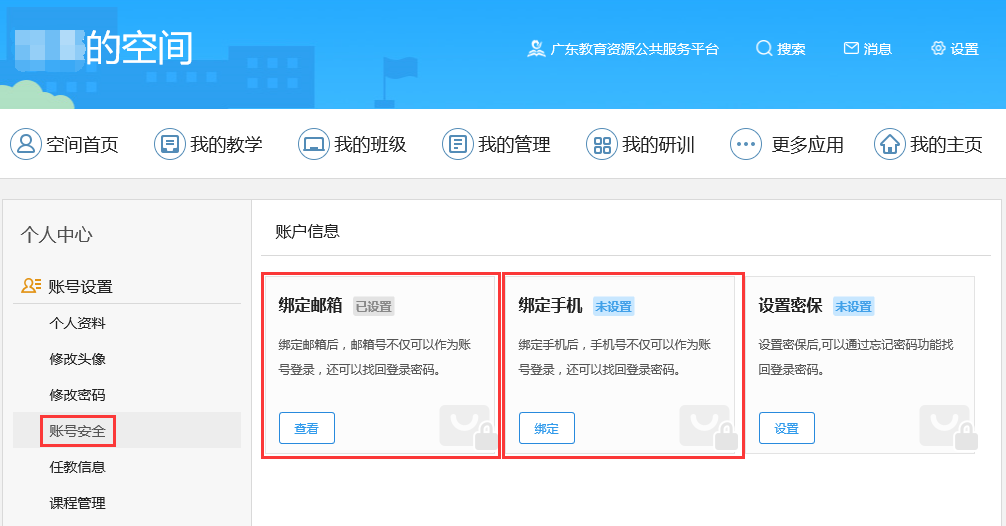 的空间
广东教育资源公共服务平台
搜索
消息
设置
空间首页
我的教学
我的班级
我的管理
我的研训
更多应用
我的主页
个人中心
账号设置
个人资料
修改头像
修改密码
账号安全
任教信息
课程管理
账户信息
绑定邮箱 已设置
绑定邮箱后，邮箱号不仅可以作为账
号登录，还可以找回登录密码。
查看
绑定手机 未设置
绑定手机后，手机号不仅可以作为账
号登录，还可以找回登录密码。
绑定
设置密保 未设置
设置密保后,可以通过忘记密码功能找
回登录密码。
设置